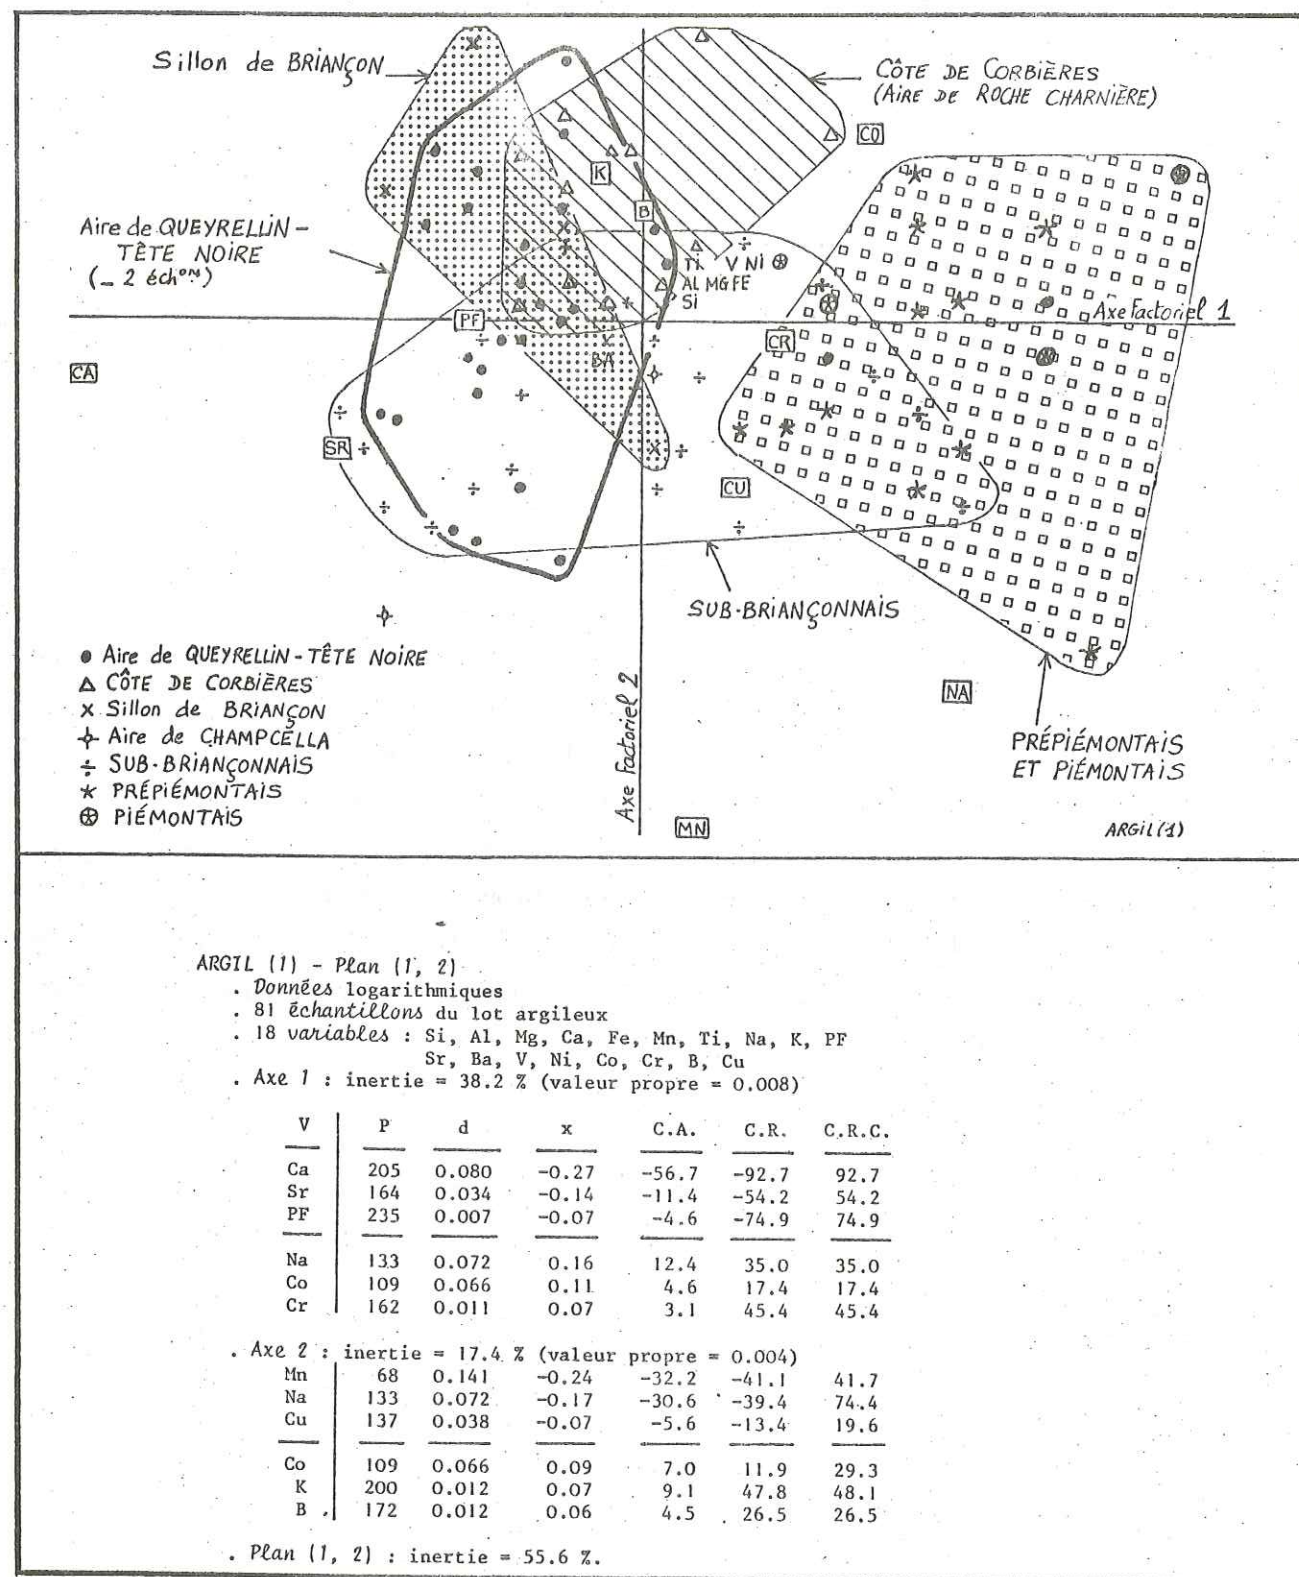 Sillon de BRIANÇON
CÔTE DE CORBIÈRES
(AIRE DE ROCHE CHARNIÈRE)
CO
K
Aire de QUEYRELLIN -
TÊTE NOIRE
(- 2 échons)
B
TI V NI
AL MG FE
SI
PF
Axe Factoriel 1
CR
CA
BA
SR
CU
SUB-BRIANÇONNAIS
Aire de QUEYRELLIN - TÊTE NOIRE
CÔTE DE CORBIÈRES
Sillon de BRIANÇON
Aire de CHAMPCELLA
SUB-BRIANÇONNAIS
PRÉPIÉMONTAIS
PIÉMONTAIS
Axe Factoriel 2
NA
PRÉPIÉMONTAIS
ET PIÉMONTAIS
MN
ARGIL(1)
ARGIL (1) - Plan (1, 2)
. Données logarithmiques
. 81 échantillons du lot argileux
. 18 variables : Si, Al, Mg, Ca, Fe, Mn, Ti, Na, K, PF
Sr, Ba, V, Ni, Co, Cr, B, Cu
. Axe 1 : inertie = 38.2 % (valeur propre = 0.008)
V P d x C.A. C.R. C.R.C.
Ca 205 0.080 -0.27 -56.7 -92.7 92.7
Sr 164 0.034 -0.14 -11.4 -54.2 54.2
PF 235 0.007 -0.07 -4.6 -74.9 74.9
Na 133 0.072 0.16 12.4 35.0 35.0
Co 109 0.066 0.11 4.6 17.4 17.4
Cr 162 0.011 0.07 3.1 45.4 45.4
. Axe 2 : inertie = 17.4 % (valeur propre = 0.004)
Mn 68 0.141 -0.24 -32.2 -41.1 41.7
Na 133 0.072 -0.17 -30.6 -39.4 74.4
Cu 137 0.038 -0.07 -5.6 -13.4 19.6
Co 109 0.066 0.09 7.0 11.9 29.3
K 200 0.012 0.07 9.1 47.8 48.1
B 172 0.012 0.06 4.5 26.5 26.5
. Plan (1, 2) : inertie = 55.6 %.